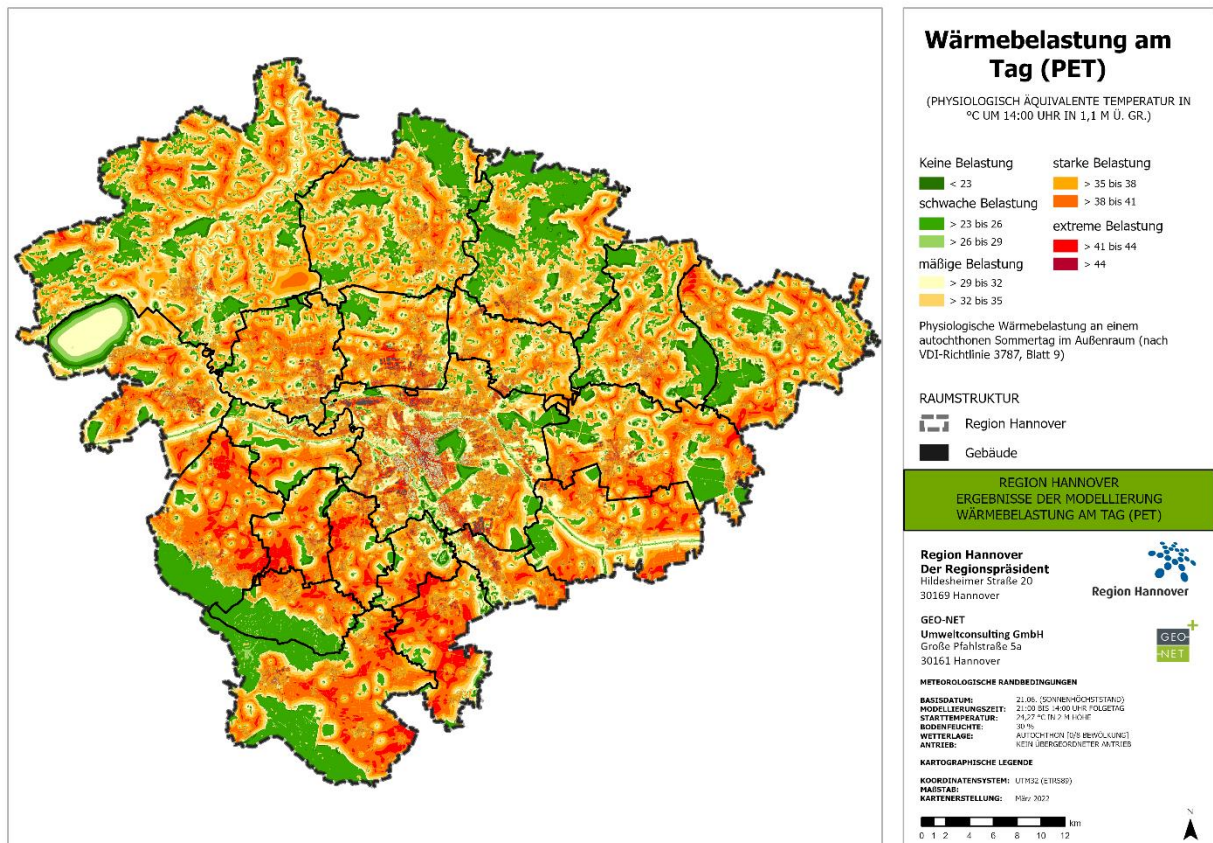 Wärmebelastung am
Tag (PET)
(PHYSIOLOGISCH ÄQUIVALENTE TEMPERATUR IN
°C UM 14:00 UHR IN 1,1 M Ü. GR.)
Keine Belastung
< 23
schwache Belastung
> 23 bis 26
> 26 bis 29
mäßige Belastung
> 29 bis 32
> 32 bis 35
starke Belastung
> 35 bis 38
> 38 bis 41
extreme Belastung
> 41 bis 44
> 44
Physiologische Wärmebelastung an einem
autochthonen Sommertag im Außenraum (nach
VDI-Richtlinie 3787, Blatt 9)
RAUMSTRUKTUR
Region Hannover
Gebäude
REGION HANNOVER
ERGEBNISSE DER MODELLIERUNG
WÄRMEBELASTUNG AM TAG (PET)
Region Hannover
Der Regionspräsident
Hildesheimer Straße 20
30169 Hannover
Region Hannover
GEO-NET
Umweltconsulting GmbH
Große Pfahlstraße 5a
30161 Hannover
GEO-
-NET
METEOROLOGISCHE RANDBEDINGUNGEN
BASISDATUM: 21.06. (SONNENHÖCHSTSTAND)
MODELLIERUNGSZEIT: 21:00 BIS 14:00 UHR FOLGETAG
STARTTEMPERATUR: 24,27 °C IN 2 M HÖHE
BODENFEUCHTE: 30 %
WETTERLAGE: AUTOCHTHON (0/8 BEWÖLKUNG)
ANTRIEB: KEIN ÜBERGEORDNETER ANTRIEB
KARTOGRAPHISCHE LEGENDE
KOORDINATENSYSTEM: UTM32 (ETRS89)
MAßSTAB:
KARTENERSTELLUNG: März 2022
km
0 1 2 4 6 8 10 12
N